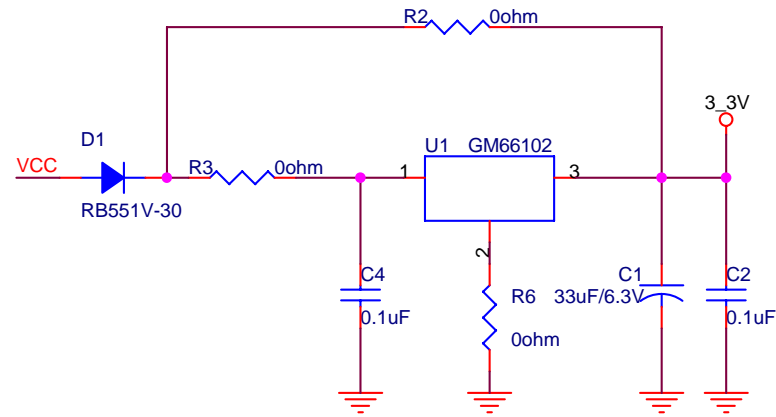 R2 0ohm
3_3V
D1
U1 GM66102
VCC
R3 0ohm
1
3
RB551V-30
2
C4
0.1uF
R6
0ohm
C1
33uF/6.3V
C2
0.1uF